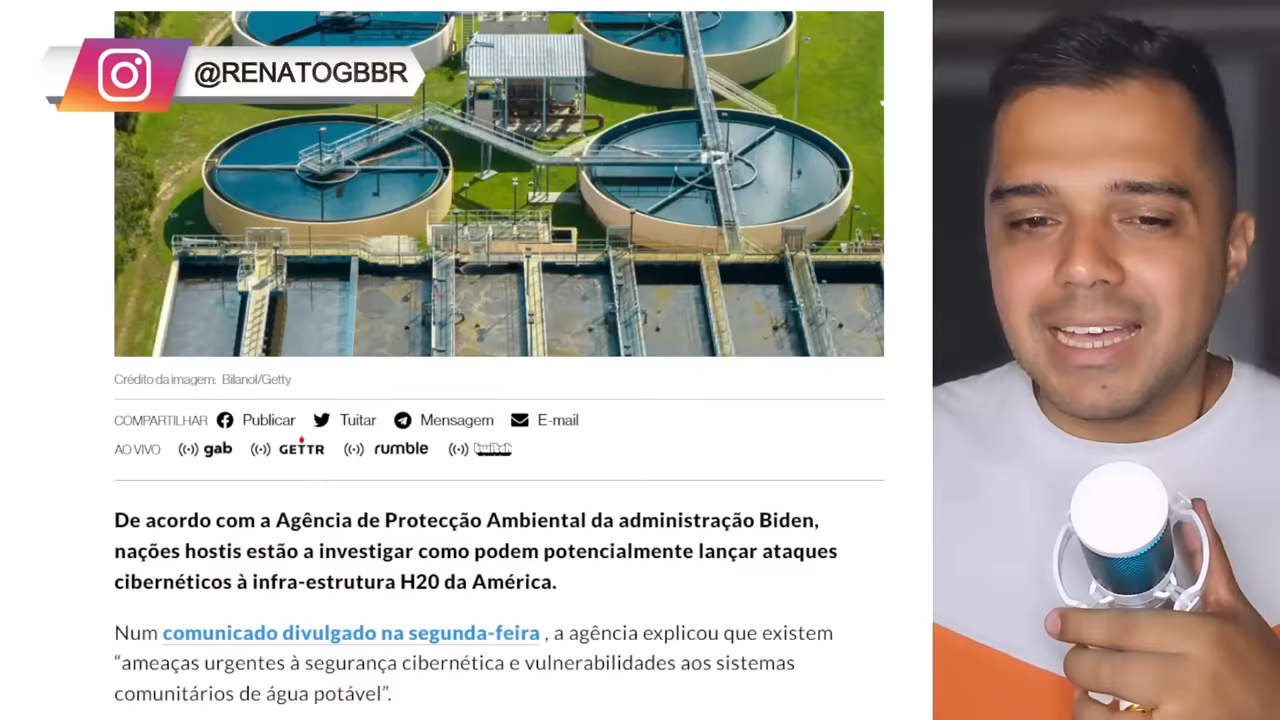 @RENATOGBBR
Crédito da imagem: Bilanol/Getty
COMPARTILHAR Publicar Tuitar Mensagem E-mail
AO VIVO gab GETTR rumble twitch
De acordo com a Agência de Protecção Ambiental da administração Biden,
nações hostis estão a investigar como podem potencialmente lançar ataques
cibernéticos à infra-estrutura H20 da América.
Num comunicado divulgado na segunda-feira , a agência explicou que existem
“ameaças urgentes à segurança cibernética e vulnerabilidades aos sistemas
comunitários de água potável”.